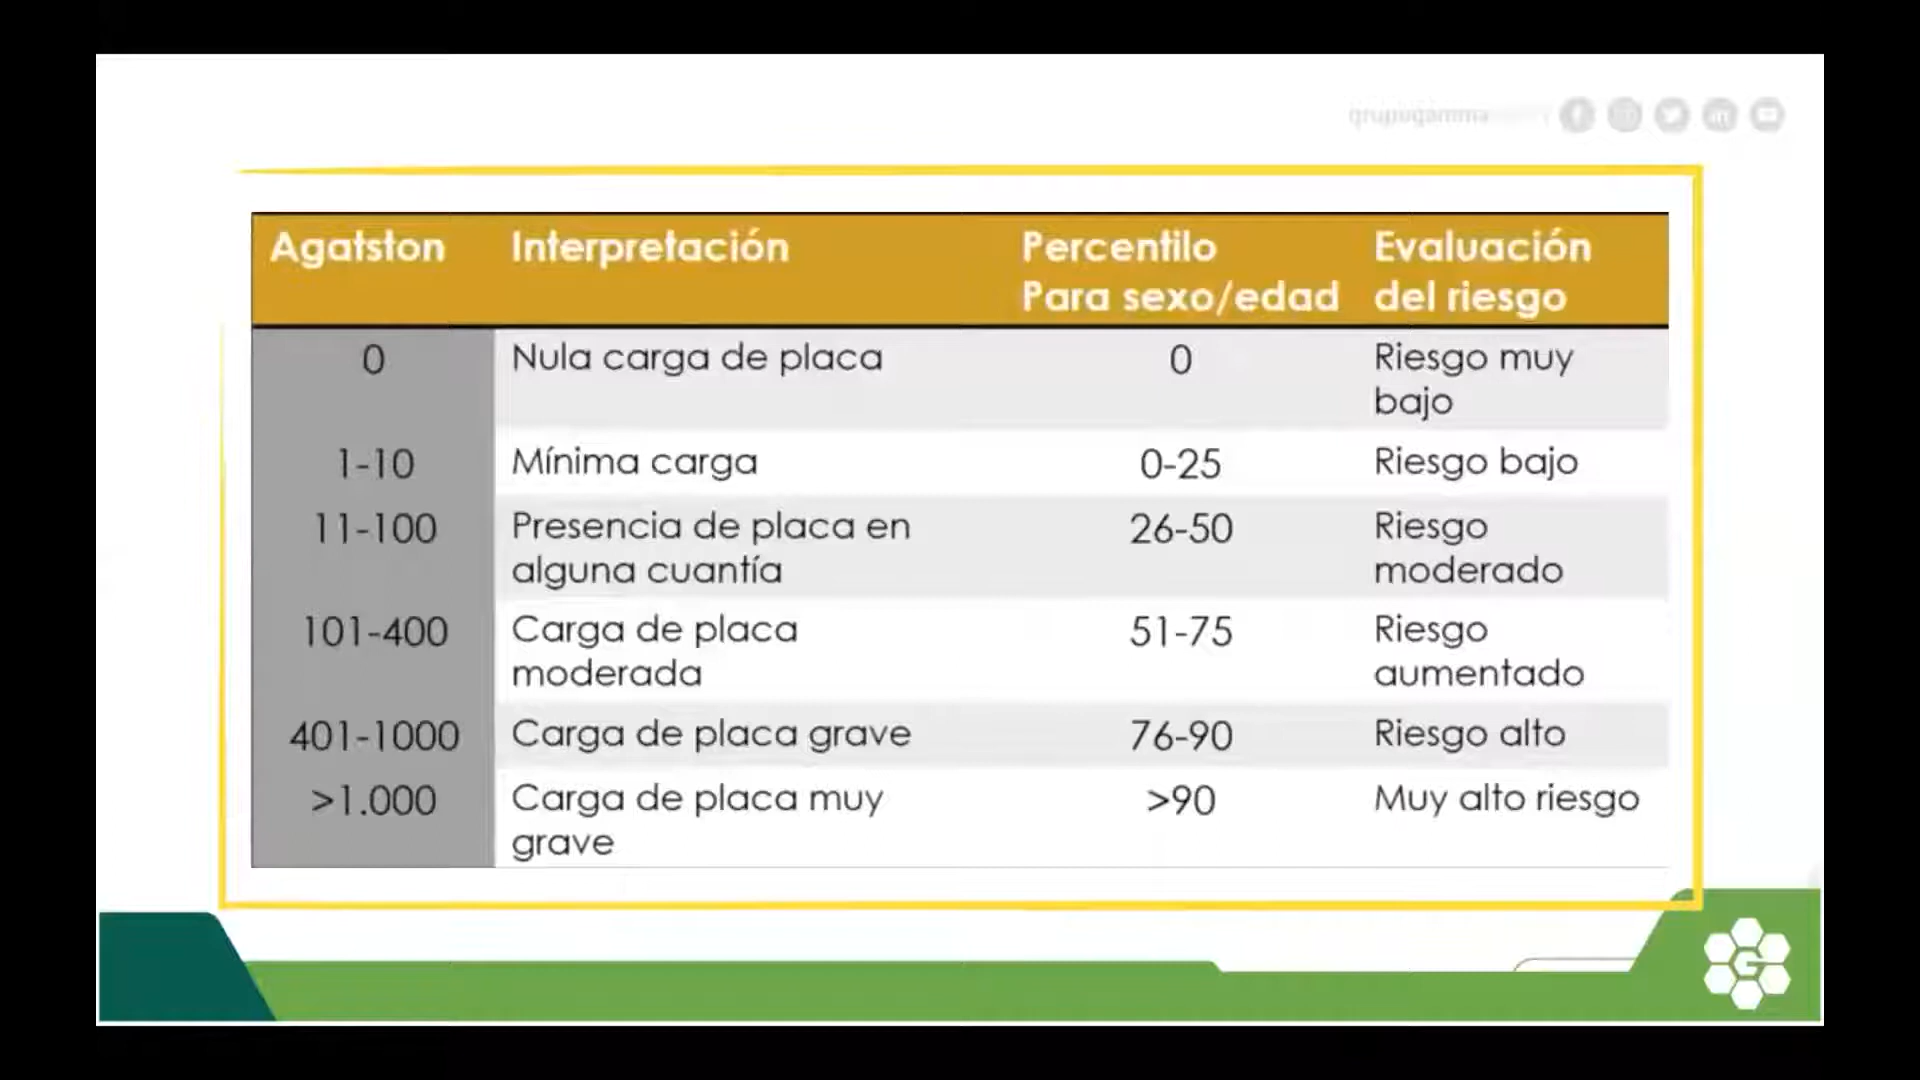 grupogamma
Agatston Interpretación Percentilo Evaluación
Para sexo/edad del riesgo
0 Nula carga de placa 0 Riesgo muy
bajo
1-10 Mínima carga 0-25 Riesgo bajo
11-100 Presencia de placa en 26-50 Riesgo
alguna cuantía moderado
101-400 Carga de placa 51-75 Riesgo
moderada aumentado
401-1000 Carga de placa grave 76-90 Riesgo alto
>1.000 Carga de placa muy >90 Muy alto riesgo
grave